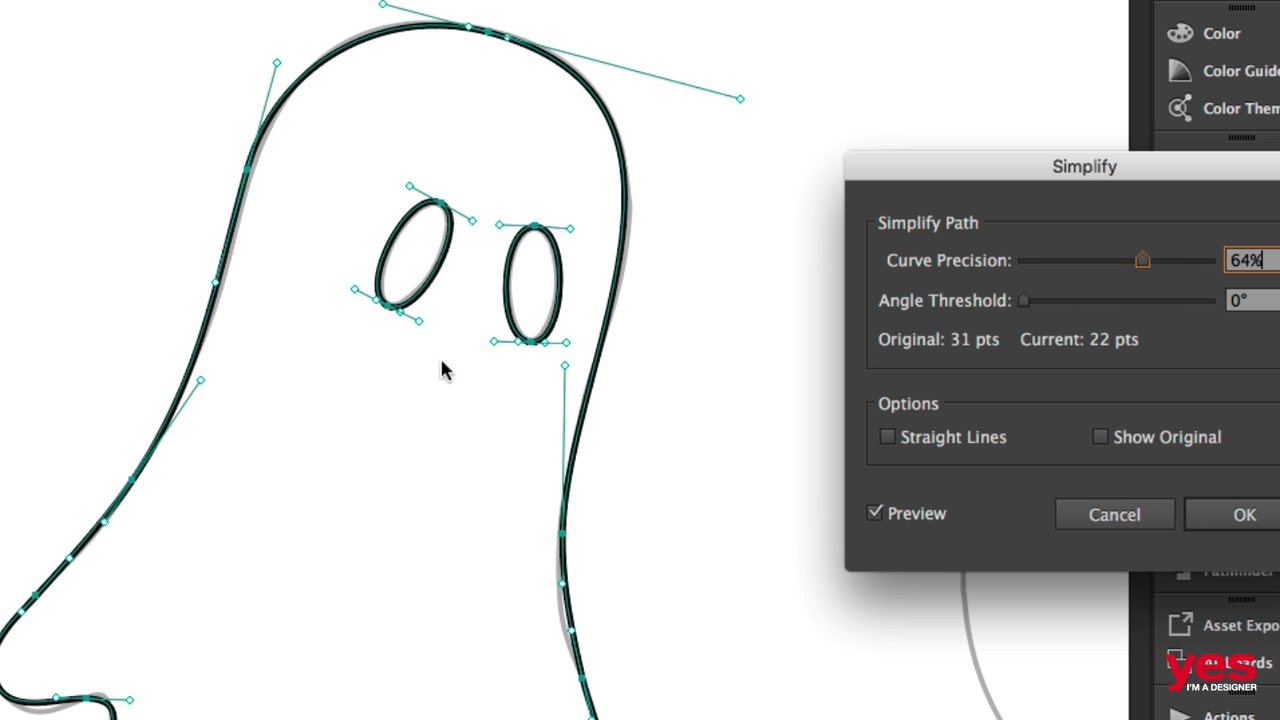 Color
Color Guid
Color Them
Simplify
Simplify Path
Curve Precision:
64%
Angle Threshold:
0°
Original: 31 pts Current: 22 pts
Options
Straight Lines
Show Original
Preview
Cancel
OK
Pathfinder
Asset Expo
yes
I'M A DESIGNER
Actions